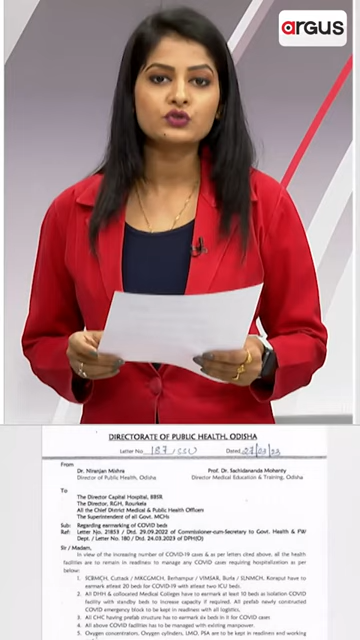 argus
DIRECTORATE OF PUBLIC HEALTH, ODISHA
Letter No 187/SSU Dated 27/03/23
From
Dr. Niranjan Mishra Prof. Dr. Sachidananda Mohanty
Director of Public Health, Odisha Director Medical Education & Training, Odisha
To
The Director Capital Hospital, BBSR
The Director, RGH, Rourkela
All the Chief District Medical & Public Health Officers
The Superintendent of all Govt. MCHs
Sub: Regarding earmarking of COVID beds
Ref: Letter No. 21853 / Dtd. 29.09.2022 of Commissioner-cum-Secretary to Govt. Health & FW
Dept. / Letter No. 180 / Dtd. 24.03.2023 of DPH(O)
Sir / Madam,
In view of the increasing number of COVID-19 cases & as per letters cited above, all the health
facilities are to remain in readiness to manage any COVID-19 cases requiring hospitalization as per
below:
1. SCBMCH, Cuttack / MKCGMCH, Berhampur / VIMSAR, Burla / SLNMCH, Koraput have to
earmark atleast 20 beds for COVID-19 with atleast two ICU beds.
2. All DHH & collocated Medical Colleges have to earmark at least 10 beds as isolation COVID
facility with standby beds to increase capacity if required. All prefab newly constructed
COVID emergency block to be kept in readiness with all logistics.
3. All CHC having prefab structure has to earmark six beds in it for COVID cases
4. All above facilities has to be managed with existing manpower.
5. Oxygen concentrators, Oxygen cylinders, LMO, PSA are to be kept in readiness and working